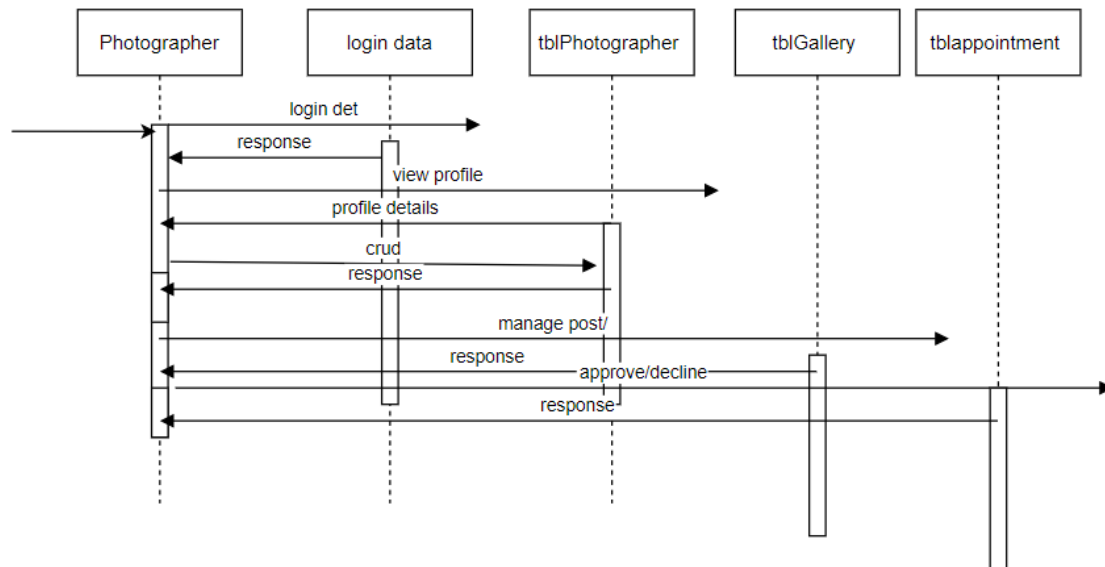 Photographer
login data
tblPhotographer
tblGallery
tblappointment
login det
response
view profile
profile details
crud
response
manage post/
response
approve/decline
response